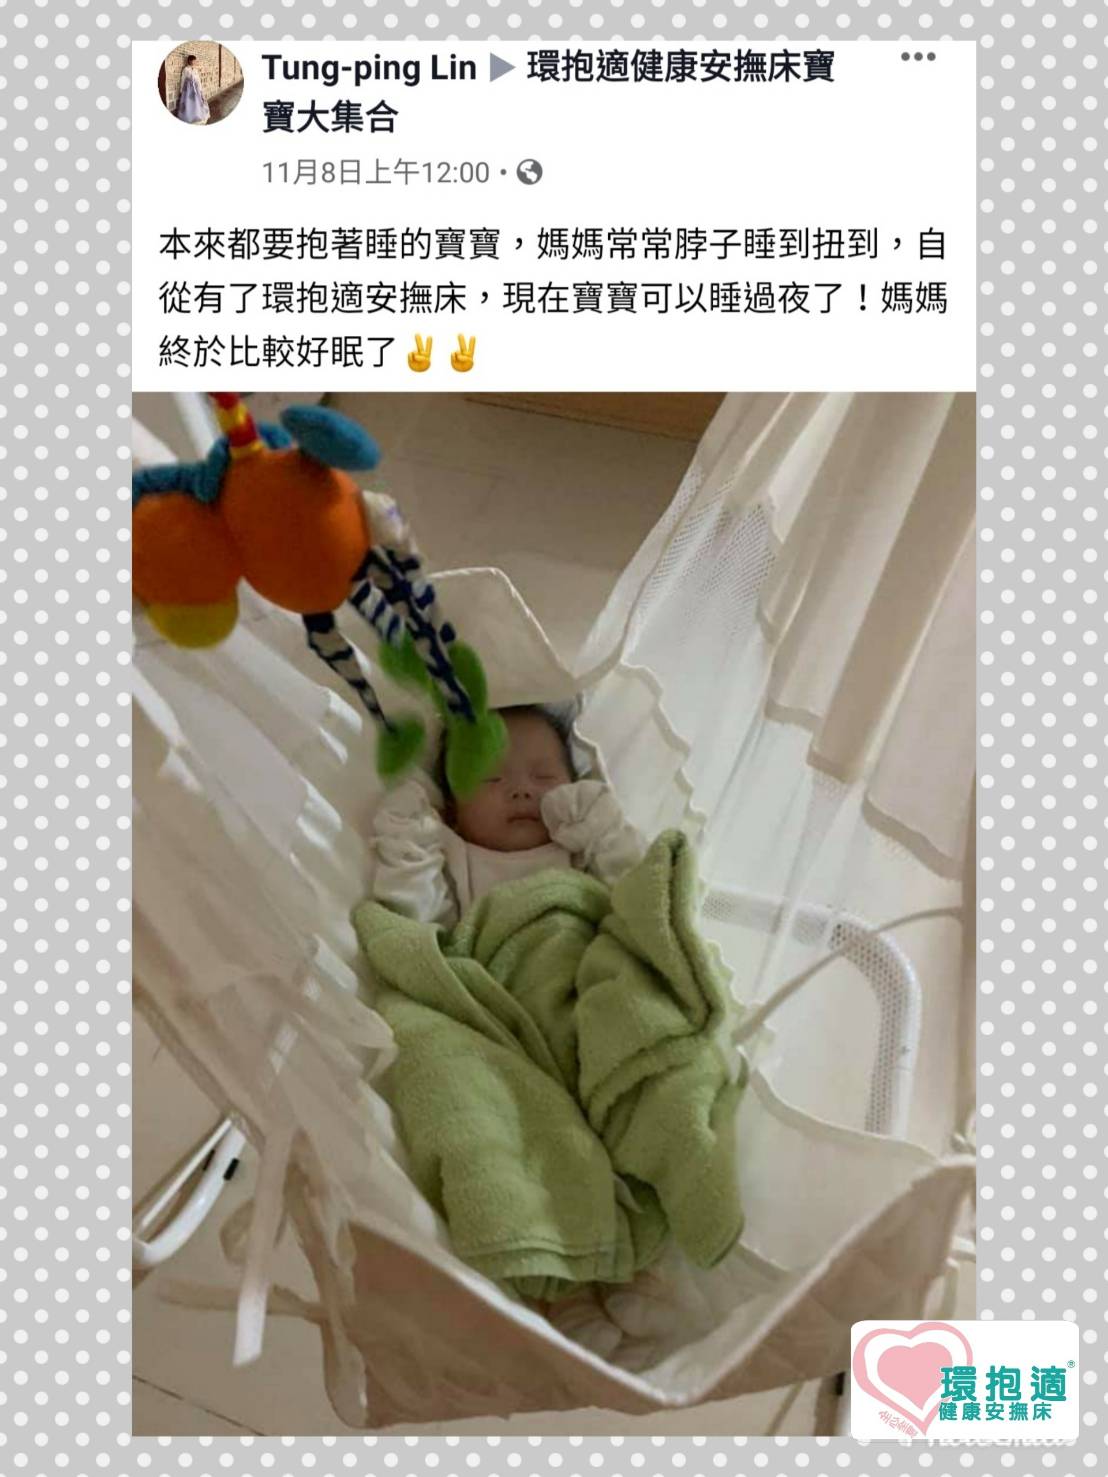 Tung-ping Lin ▶ 環抱適健康安撫床寶
寶大集合
11月8日上午12:00
本來都要抱著睡的寶寶，媽媽常常脖子睡到扭到，自
從有了環抱適安撫床，現在寶寶可以睡過夜了！媽媽
終於比較好眠了✌✌
環抱適®
健康安撫床